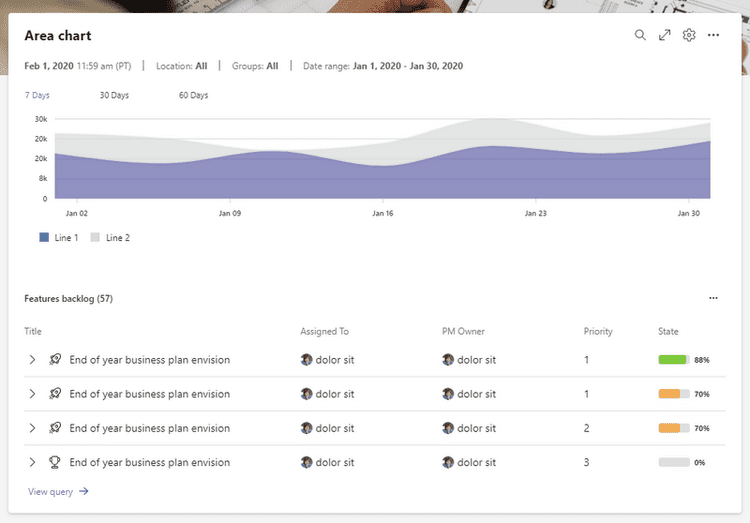 Area chart
Feb 1, 2020 11:59 am (PT) | Location: All | Groups: All | Date range: Jan 1, 2020 - Jan 30, 2020
7 Days 30 Days 60 Days
30k
20k
20k
8k
0
Jan 02 Jan 09 Jan 16 Jan 23 Jan 30
Line 1 Line 2
Features backlog (57)
Title Assigned To PM Owner Priority State
End of year business plan envision dolor sit dolor sit 1 88%
End of year business plan envision dolor sit dolor sit 1 70%
End of year business plan envision dolor sit dolor sit 2 70%
End of year business plan envision dolor sit dolor sit 3 0%
View query